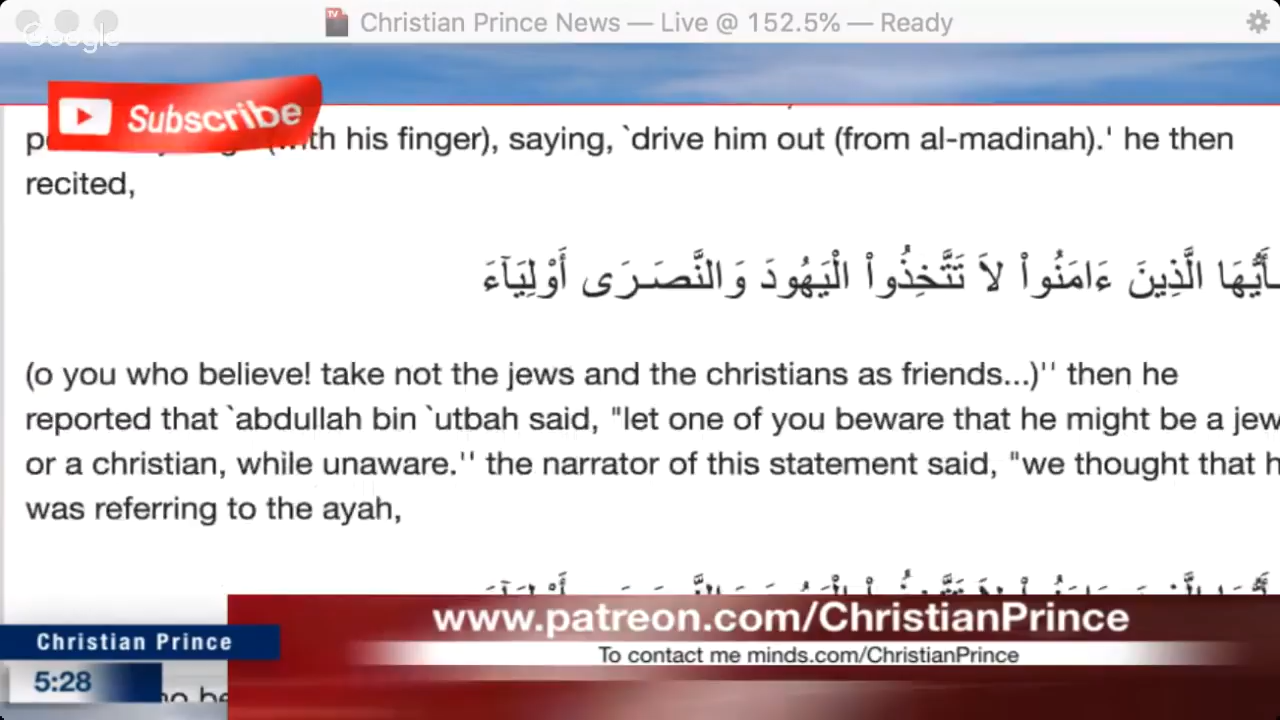 Christian Prince News — Live @ 152.5% — Ready
Google
Subscribe
his finger), saying, `drive him out (from al-madinah).' he then
recited,
الَّذِينَ ءَامَنُواْ لاَ تَتَّخِذُواْ الْيَهُودَ وَالنَّصَـرَى أَوْلِيَآءَ
(o you who believe! take not the jews and the christians as friends...)'' then he
reported that `abdullah bin `utbah said, "let one of you beware that he might be a jew
or a christian, while unaware.'' the narrator of this statement said, "we thought that
was referring to the ayah,
www.patreon.com/ChristianPrince
To contact me minds.com/ChristianPrince
Christian Prince
5:28